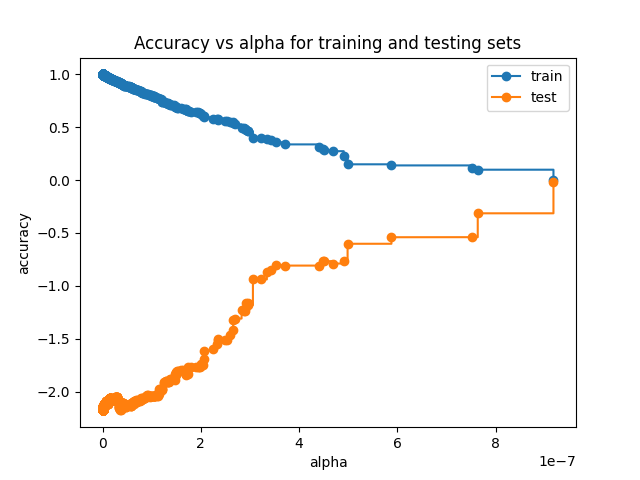 Accuracy vs alpha for training and testing sets
train
test
accuracy
1.0
0.5
0.0
−0.5
−1.0
−1.5
−2.0
0 2 4 6 8
1e−7
alpha